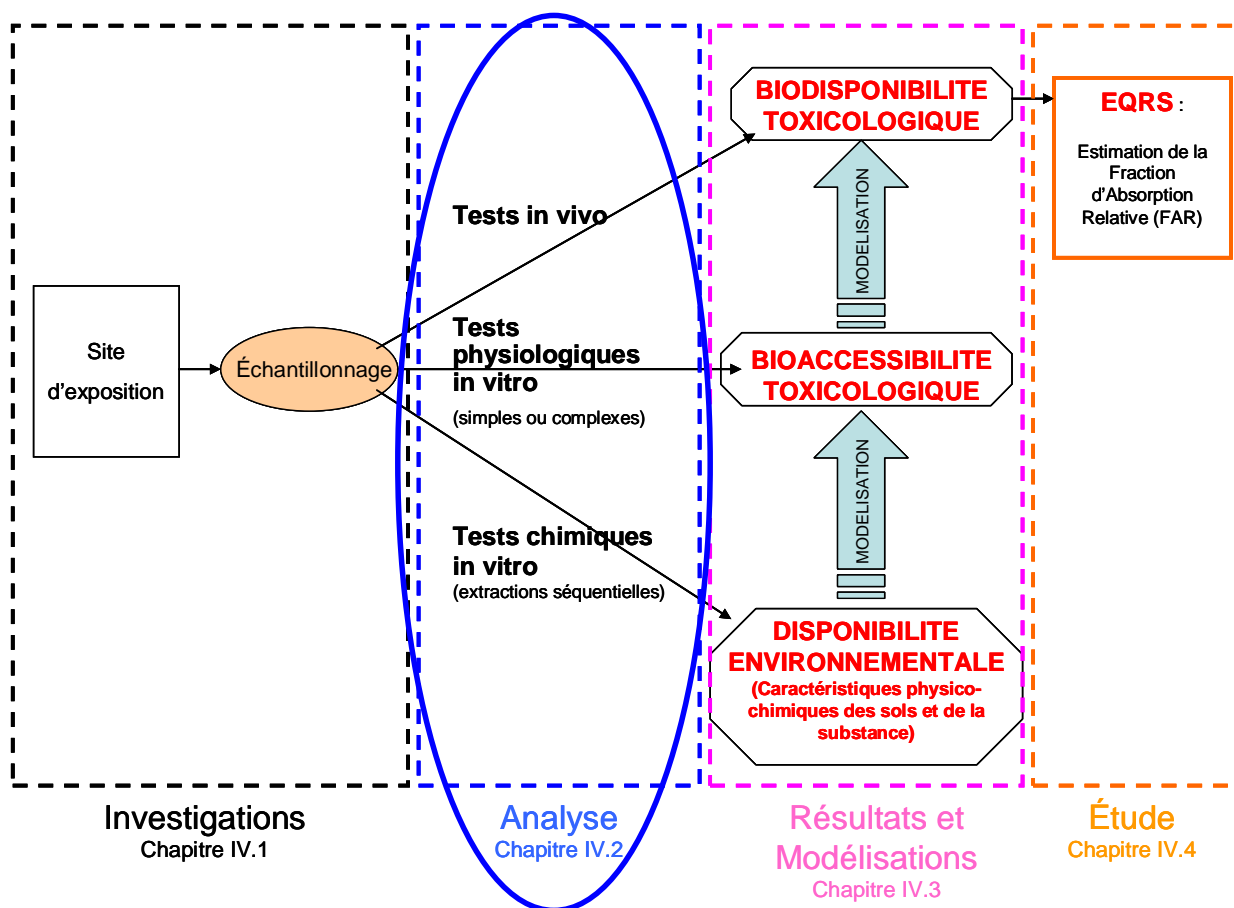 Site
d'exposition
Échantillonnage
Tests in vivo
Tests
physiologiques
in vitro
(simples ou complexes)
Tests chimiques
in vitro
(extractions séquentielles)
BIODISPONIBILITE
TOXICOLOGIQUE
MODELISATION
BIOACCESSIBILITE
TOXICOLOGIQUE
MODELISATION
DISPONIBILITE
ENVIRONNEMENTALE
(Caractéristiques physico-
chimiques des sols et de la
substance)
EQRS :
Estimation de la
Fraction
d'Absorption
Relative (FAR)
Investigations
Chapitre IV.1
Analyse
Chapitre IV.2
Résultats et
Modélisations
Chapitre IV.3
Étude
Chapitre IV.4